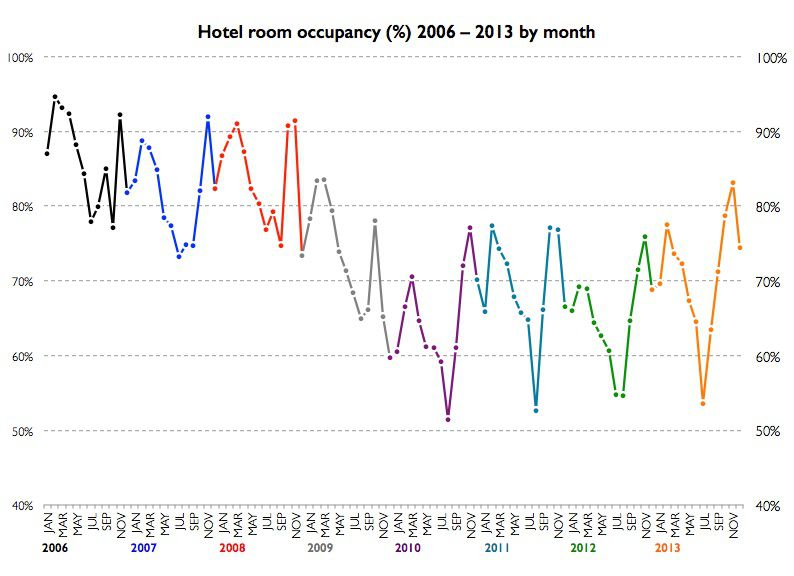 Hotel room occupancy (%) 2006 – 2013 by month
100% 100%
90% 90%
80% 80%
70% 70%
60% 60%
50% 50%
40% 40%
JAN MAR MAY JUL SEP NOV JAN MAR MAY JUL SEP NOV JAN MAR MAY JUL SEP NOV JAN MAR MAY JUL SEP NOV JAN MAR MAY JUL SEP NOV JAN MAR MAY JUL SEP NOV JAN MAR MAY JUL SEP NOV JAN MAR MAY JUL SEP NOV
2006 2007 2008 2009 2010 2011 2012 2013